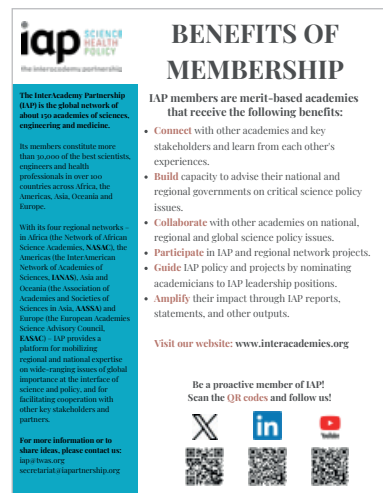 iap SCIENCE
HEALTH
POLICY
the interacademy partnership
The InterAcademy Partnership
(IAP) is the global network of
about 150 academies of sciences,
engineering and medicine.
Its members constitute more
than 30,000 of the best scientists,
engineers and health
professionals in over 100
countries across Africa, the
Americas, Asia, Oceania and
Europe.
With its four regional networks –
in Africa (the Network of African
Science Academies, NASAC), the
Americas (the InterAmerican
Network of Academies of
Sciences, IANAS), Asia and
Oceania (the Association of
Academies and Societies of
Sciences in Asia, AASSA) and
Europe (the European Academies
Science Advisory Council,
EASAC) – IAP provides a
platform for mobilizing
regional and national expertise
on wide-ranging issues of global
importance at the interface of
science and policy, and for
facilitating cooperation with
other key stakeholders and
partners.
For more information or to
share ideas, please contact us:
iap@twas.org
secretariat@iapartnership.org
BENEFITS OF
MEMBERSHIP
IAP members are merit-based academies
that receive the following benefits:
• Connect with other academies and key
stakeholders and learn from each other's
experiences.
• Build capacity to advise their national and
regional governments on critical science policy
issues.
• Collaborate with other academies on national,
regional and global science policy issues.
• Participate in IAP and regional network projects.
• Guide IAP policy and projects by nominating
academicians to IAP leadership positions.
• Amplify their impact through IAP reports,
statements, and other outputs.
Visit our website: www.interacademies.org
Be a proactive member of IAP!
Scan the QR codes and follow us!
X
in
YouTube